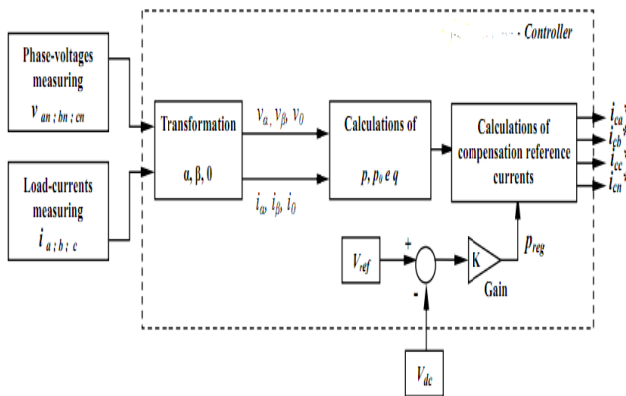 - Controller
Phase-voltages
measuring
v an ; bn ; cn
Load-currents
measuring
i a ; b ; c
Transformation
α, β, 0
vα, vβ, v0
iα, iβ, i0
Calculations of
p, p0 e q
Calculations of
compensation reference
currents
ica*
icb*
icc*
icn*
Vref
+
-
K
Gain
preg
Vdc